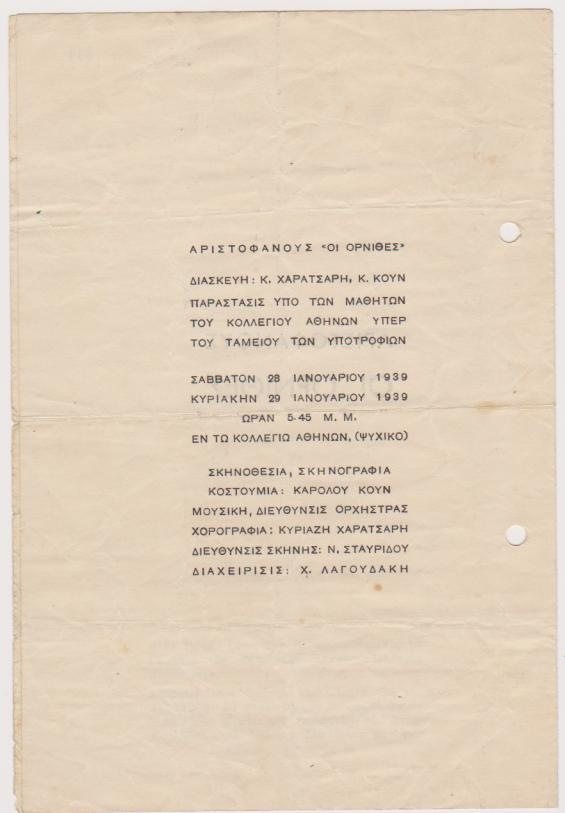 ΑΡΙΣΤΟΦΑΝΟΥΣ «ΟΙ ΟΡΝΙΘΕΣ»
ΔΙΑΣΚΕΥΗ: Κ. ΧΑΡΑΤΣΑΡΗ, Κ. ΚΟΥΝ
ΠΑΡΑΣΤΑΣΙΣ ΥΠΟ ΤΩΝ ΜΑΘΗΤΩΝ
ΤΟΥ ΚΟΛΛΕΓΙΟΥ ΑΘΗΝΩΝ ΥΠΕΡ
ΤΟΥ ΤΑΜΕΙΟΥ ΤΩΝ ΥΠΟΤΡΟΦΙΩΝ
ΣΑΒΒΑΤΟΝ 28 ΙΑΝΟΥΑΡΙΟΥ 1939
ΚΥΡΙΑΚΗΝ 29 ΙΑΝΟΥΑΡΙΟΥ 1939
ΩΡΑΝ 5.45 Μ. Μ.
ΕΝ ΤΩ ΚΟΛΛΕΓΙΩ ΑΘΗΝΩΝ, (ΨΥΧΙΚΟ)
ΣΚΗΝΟΘΕΣΙΑ, ΣΚΗΝΟΓΡΑΦΙΑ
ΚΟΣΤΟΥΜΙΑ: ΚΑΡΟΛΟΥ ΚΟΥΝ
ΜΟΥΣΙΚΗ, ΔΙΕΥΘΥΝΣΙΣ ΟΡΧΗΣΤΡΑΣ
ΧΟΡΟΓΡΑΦΙΑ: ΚΥΡΙΑΖΗ ΧΑΡΑΤΣΑΡΗ
ΔΙΕΥΘΥΝΣΙΣ ΣΚΗΝΗΣ: Ν. ΣΤΑΥΡΙΔΟΥ
ΔΙΑΧΕΙΡΙΣΙΣ: Χ. ΛΑΓΟΥΔΑΚΗ